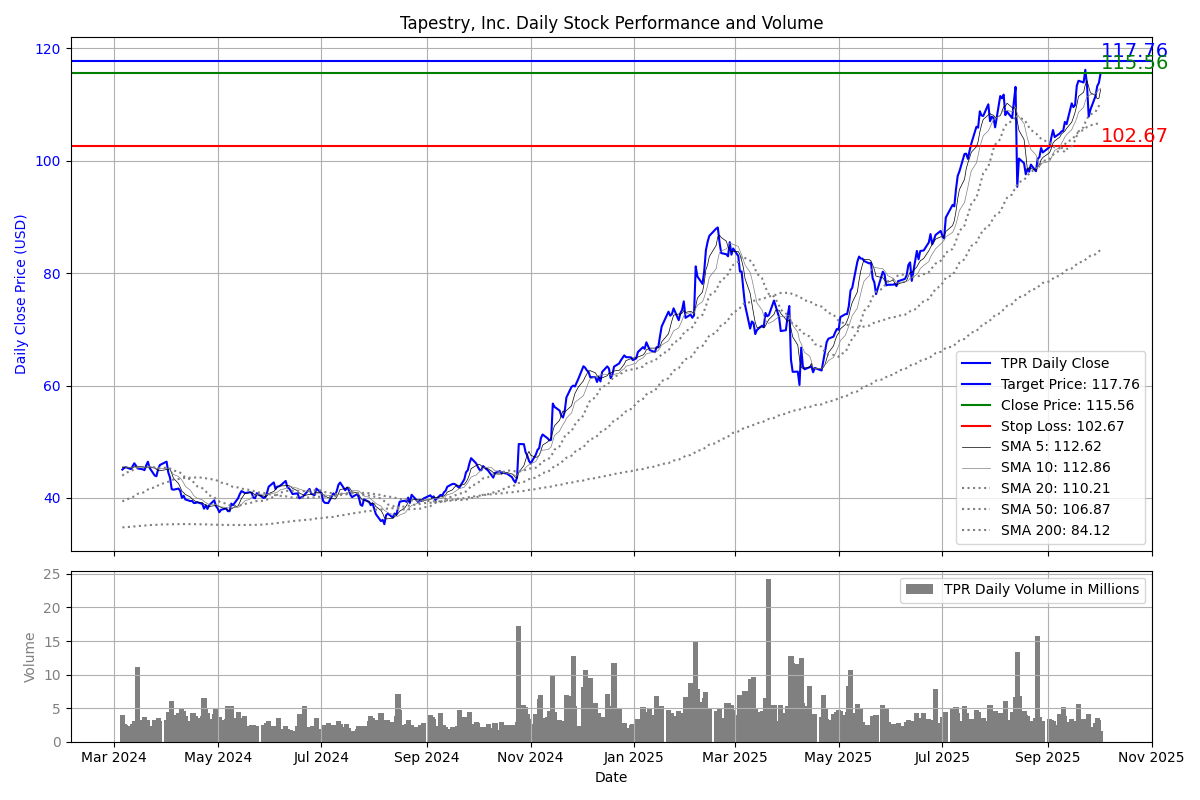 Tapestry, Inc. Daily Stock Performance and Volume
120
100
80
60
40
Daily Close Price (USD)
117.76
115.56
102.67
TPR Daily Close
Target Price: 117.76
Close Price: 115.56
Stop Loss: 102.67
SMA 5: 112.62
SMA 10: 112.86
SMA 20: 110.21
SMA 50: 106.87
SMA 200: 84.12
25
20
15
10
5
0
Volume
TPR Daily Volume in Millions
Mar 2024 May 2024 Jul 2024 Sep 2024 Nov 2024 Jan 2025 Mar 2025 May 2025 Jul 2025 Sep 2025 Nov 2025
Date